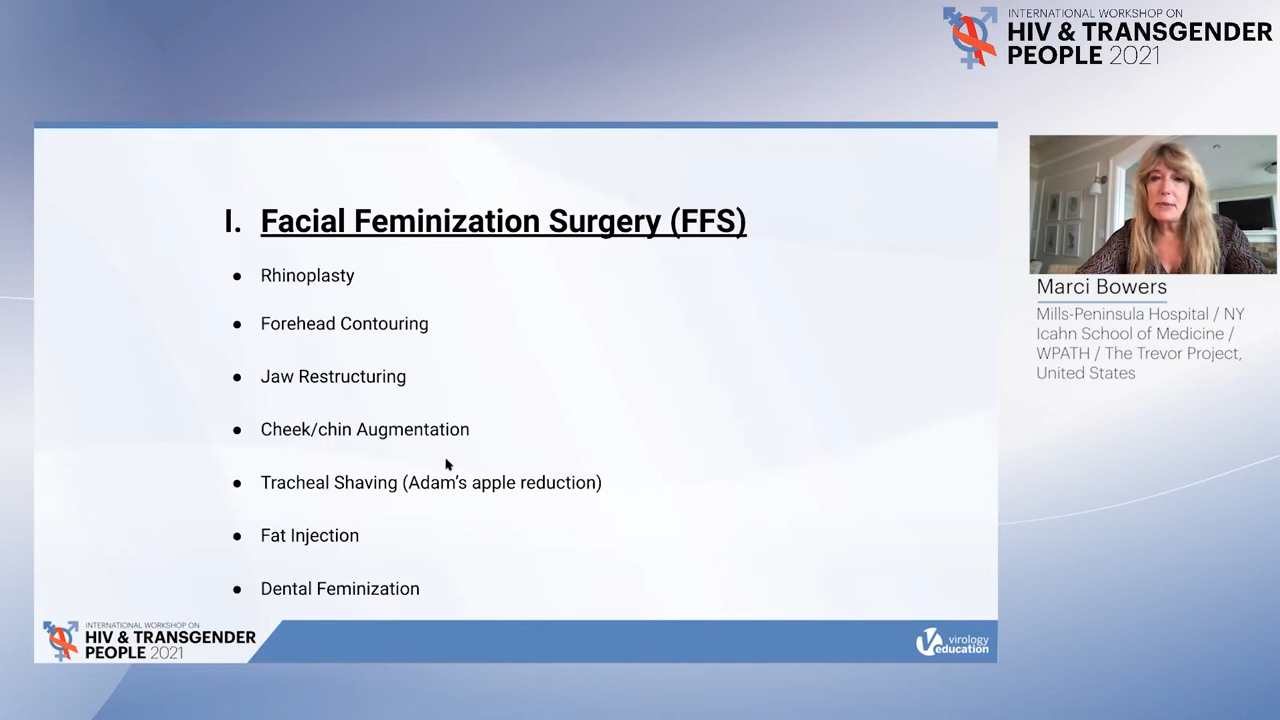 INTERNATIONAL WORKSHOP ON
HIV & TRANSGENDER
PEOPLE 2021
I. Facial Feminization Surgery (FFS)
• Rhinoplasty
• Forehead Contouring
• Jaw Restructuring
• Cheek/chin Augmentation
• Tracheal Shaving (Adam's apple reduction)
• Fat Injection
• Dental Feminization
Marci Bowers
Mills-Peninsula Hospital / NY
Icahn School of Medicine /
WPATH / The Trevor Project,
United States
INTERNATIONAL WORKSHOP ON
HIV & TRANSGENDER
PEOPLE 2021
virology
education